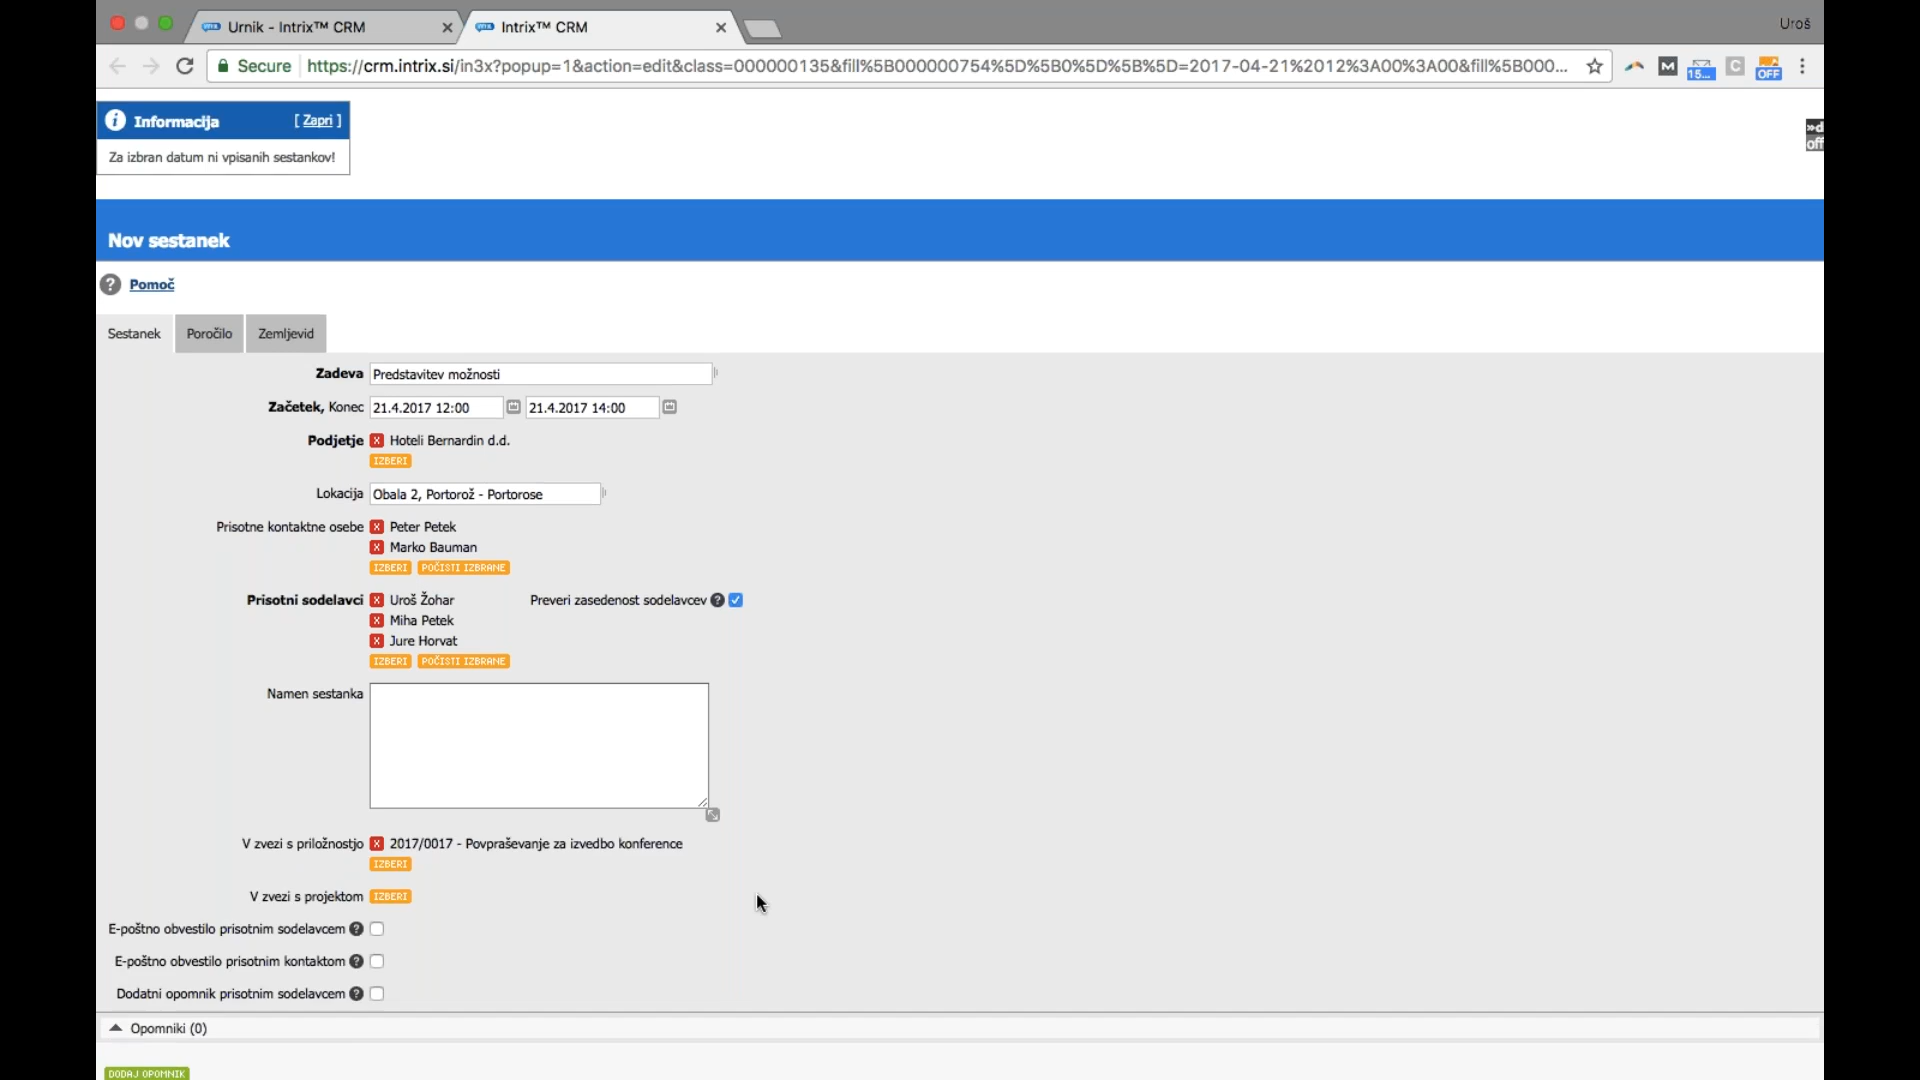 Urnik - Intrix™ CRM
Intrix™ CRM
Uroš
Secure https://crm.intrix.si/in3x?popup=1&action=edit&class=000000135&fill%5B000000754%5D%5B0%5D%5B%5D=2017-04-21%2012%3A00%3A00&fill%5B000...
M
15...
C
OFF
Informacija [ Zapri ]
Za izbran datum ni vpisanih sestankov!
»d
off
Nov sestanek
? Pomoč
Sestanek Poročilo Zemljevid
Zadeva Predstavitev možnosti
Začetek, Konec 21.4.2017 12:00 21.4.2017 14:00
Podjetje X Hoteli Bernardin d.d.
IZBERI
Lokacija Obala 2, Portorož - Portorose
Prisotne kontaktne osebe X Peter Petek
X Marko Bauman
IZBERI POČISTI IZBRANE
Prisotni sodelavci X Uroš Žohar Preveri zasedenost sodelavcev ?
X Miha Petek
X Jure Horvat
IZBERI POČISTI IZBRANE
Namen sestanka
V zvezi s priložnostjo X 2017/0017 - Povpraševanje za izvedbo konference
IZBERI
V zvezi s projektom IZBERI
E-poštno obvestilo prisotnim sodelavcem ?
E-poštno obvestilo prisotnim kontaktom ?
Dodatni opomnik prisotnim sodelavcem ?
Opomniki (0)
DODAJ OPOMNIK